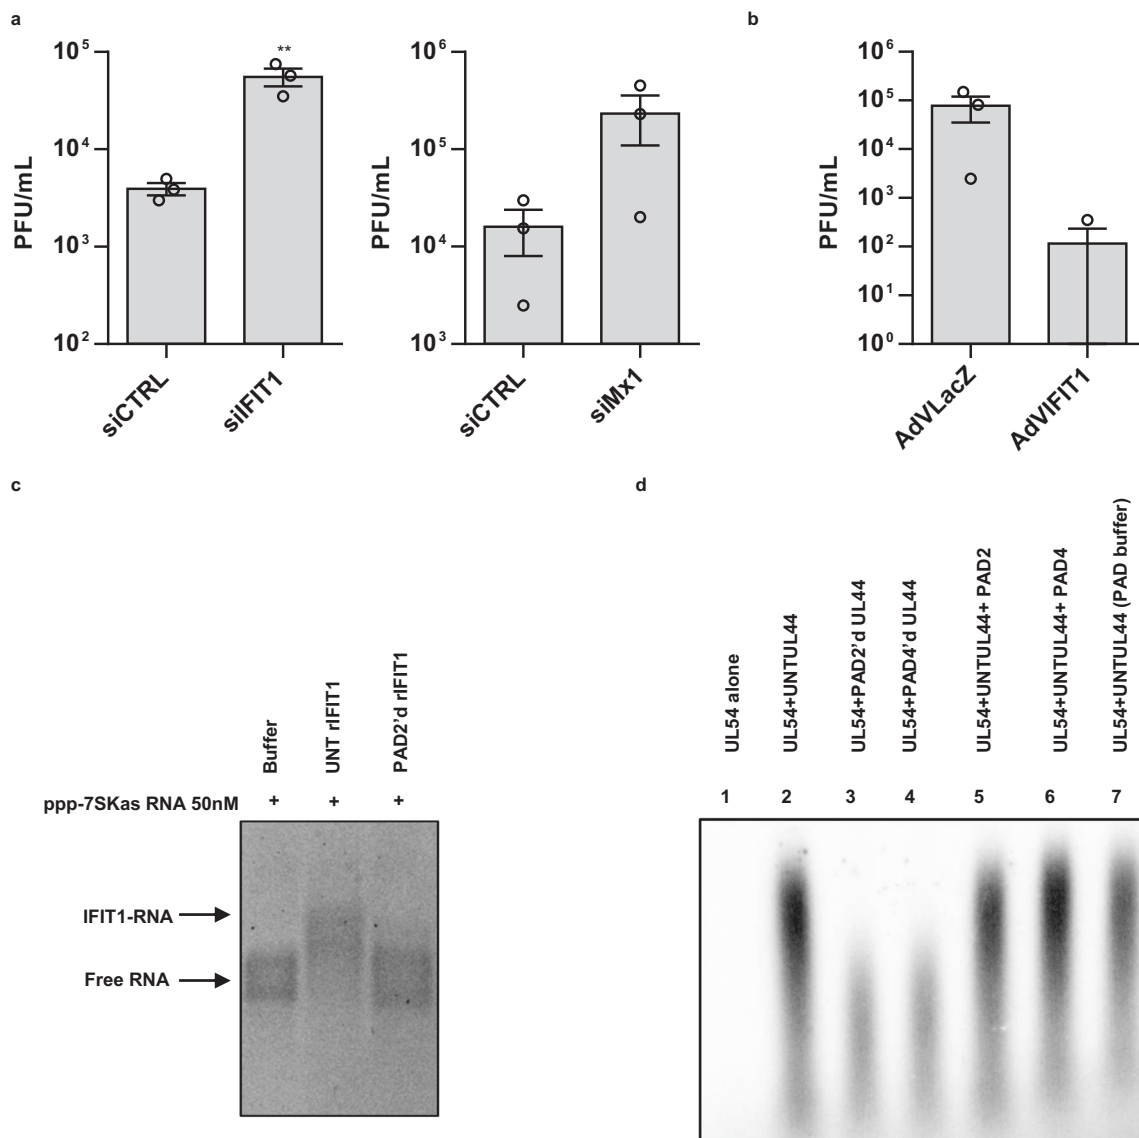 a
b
10⁵
**
10⁴
10³
10²
PFU/mL
siCTRL
siIFIT1
10⁶
10⁵
10⁴
10³
PFU/mL
siCTRL
siMx1
10⁶
10⁵
10⁴
10³
10²
10¹
10⁰
PFU/mL
AdVLacZ
AdVIFIT1
c
Buffer
UNT rIFIT1
PAD2'd rIFIT1
ppp-7SKas RNA 50nM + + +
IFIT1-RNA
Free RNA
d
UL54 alone
UL54+UNTUL44
UL54+PAD2'd UL44
UL54+PAD4'd UL44
UL54+UNTUL44+ PAD2
UL54+UNTUL44+ PAD4
UL54+UNTUL44 (PAD buffer)
1 2 3 4 5 6 7